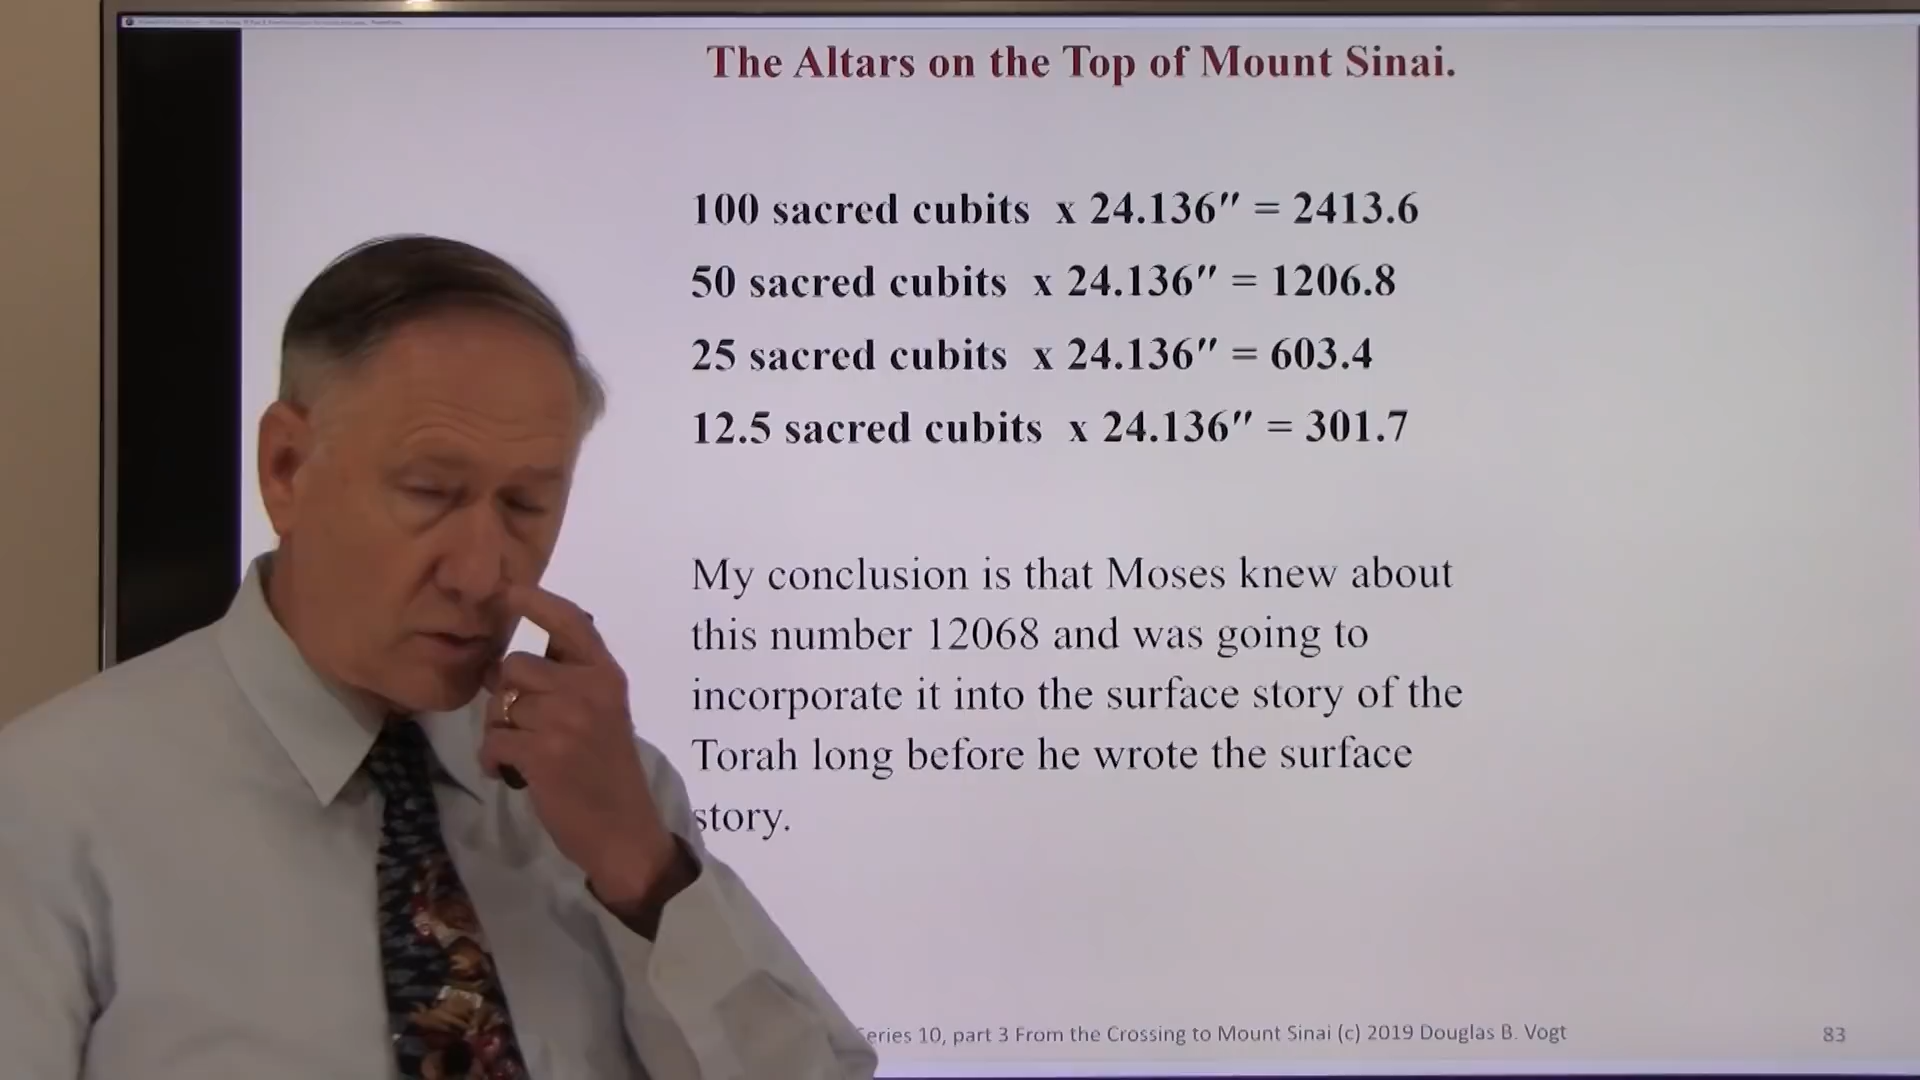 The Altars on the Top of Mount Sinai.
100 sacred cubits x 24.136″ = 2413.6
50 sacred cubits x 24.136″ = 1206.8
25 sacred cubits x 24.136″ = 603.4
12.5 sacred cubits x 24.136″ = 301.7
My conclusion is that Moses knew about
this number 12068 and was going to
incorporate it into the surface story of the
Torah long before he wrote the surface
story.
eries 10, part 3 From the Crossing to Mount Sinai (c) 2019 Douglas B. Vogt
83